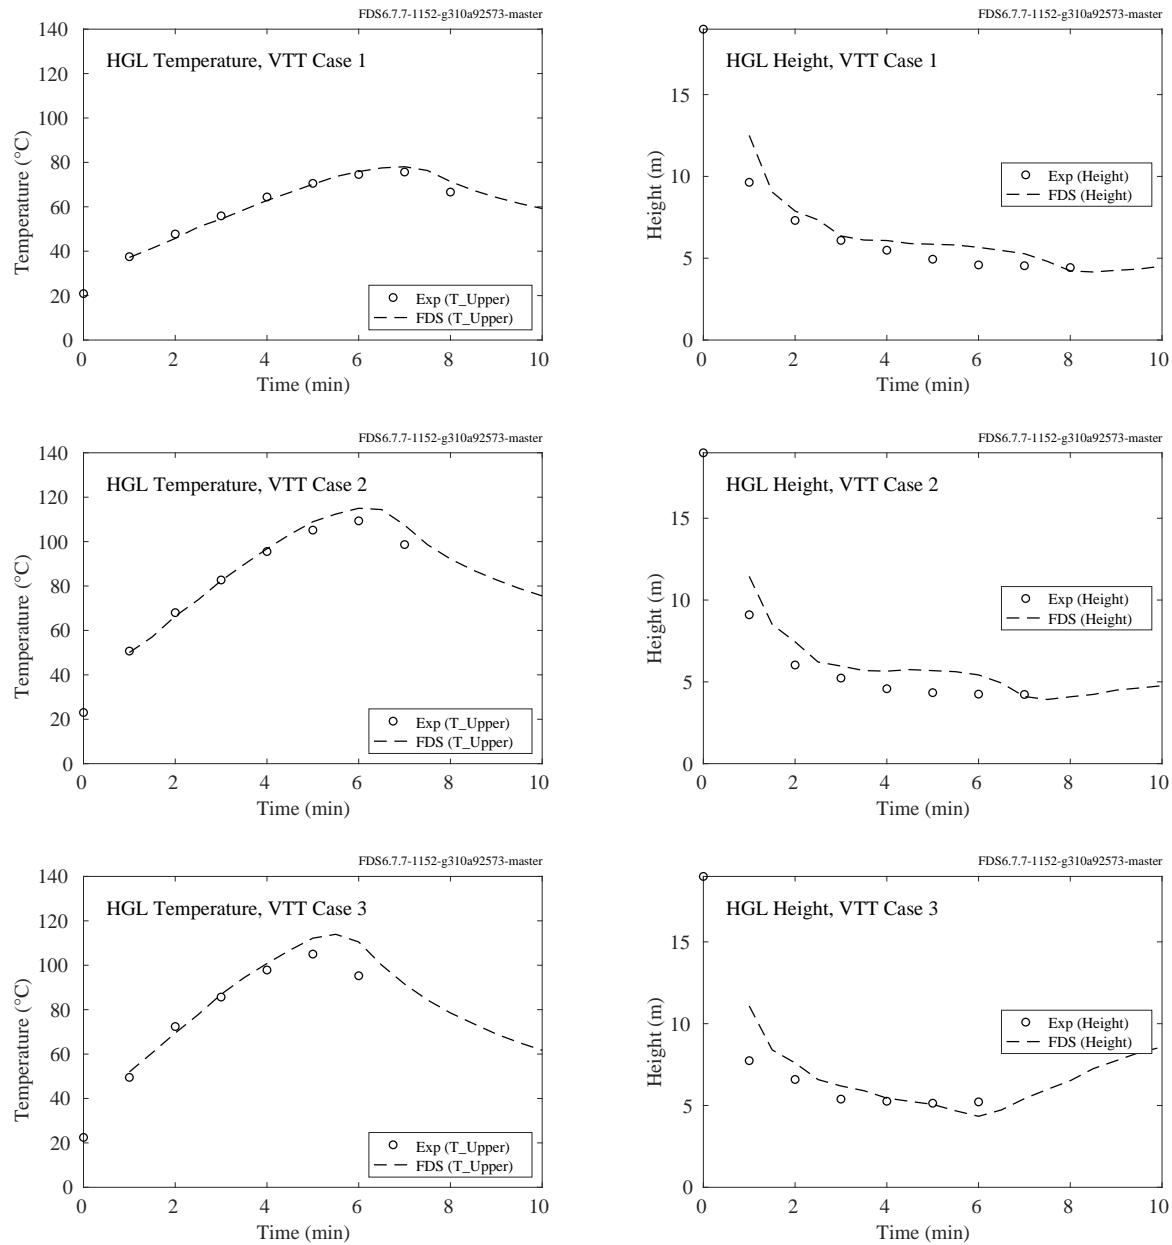 FDS6.7.7-1152-g310a92573-master
HGL Temperature, VTT Case 1
Temperature (°C)
140
120
100
80
60
40
20
0
Exp (T_Upper)
FDS (T_Upper)
0 2 4 6 8 10
Time (min)
FDS6.7.7-1152-g310a92573-master
HGL Height, VTT Case 1
Height (m)
15
10
5
0
Exp (Height)
FDS (Height)
0 2 4 6 8 10
Time (min)
FDS6.7.7-1152-g310a92573-master
HGL Temperature, VTT Case 2
Temperature (°C)
140
120
100
80
60
40
20
0
Exp (T_Upper)
FDS (T_Upper)
0 2 4 6 8 10
Time (min)
FDS6.7.7-1152-g310a92573-master
HGL Height, VTT Case 2
Height (m)
15
10
5
0
Exp (Height)
FDS (Height)
0 2 4 6 8 10
Time (min)
FDS6.7.7-1152-g310a92573-master
HGL Temperature, VTT Case 3
Temperature (°C)
140
120
100
80
60
40
20
0
Exp (T_Upper)
FDS (T_Upper)
0 2 4 6 8 10
Time (min)
FDS6.7.7-1152-g310a92573-master
HGL Height, VTT Case 3
Height (m)
15
10
5
0
Exp (Height)
FDS (Height)
0 2 4 6 8 10
Time (min)